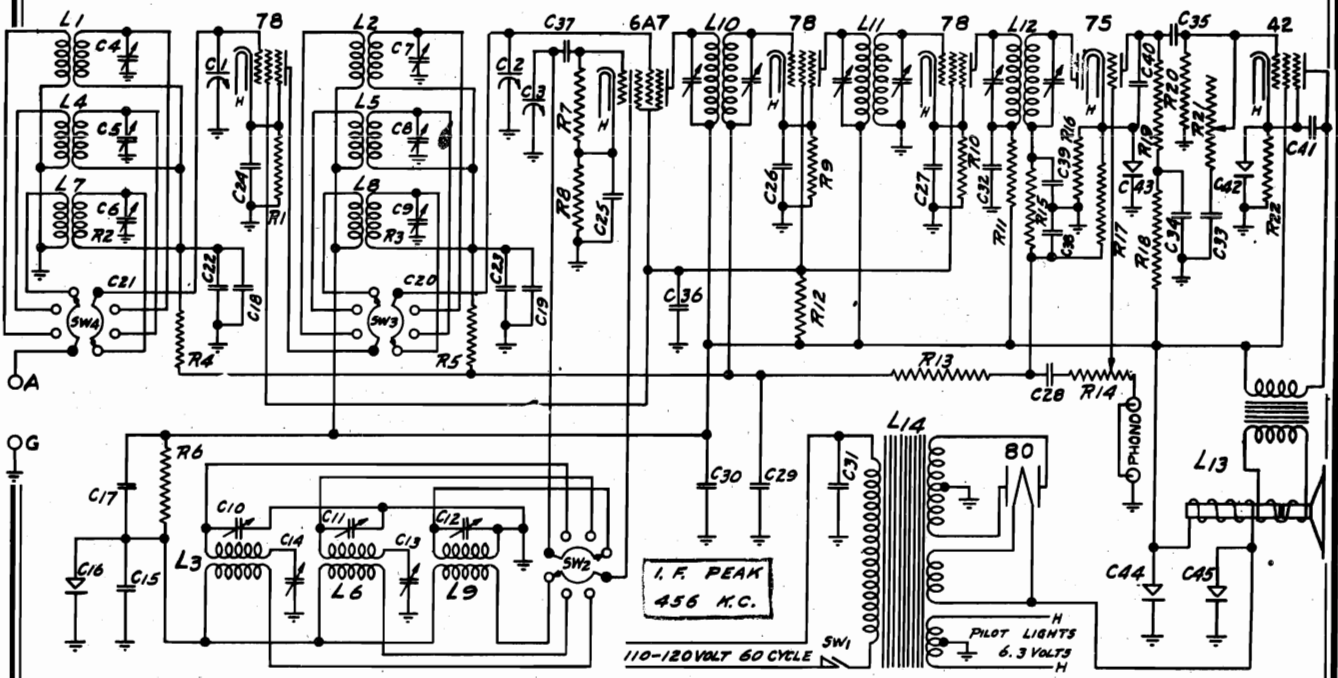 L1 78 L2 C37 6A7 L10 78 L11 78 L12 75 C35 42
C4 C7 C40
C1 C2 C3 R20
H R7 H H H H H
L4 L5 R21
C5 C8 R19 C41
C24 R8 C26 R9 C27 R10 C32 C39 R16 C43 C42
L7 L8 C25
C6 C9 R1 R15 R22
R2 R3 R11 C38 R17 R18 C34 C33
C22 C18 C23 C19
C21 C20 C36 R12
SW4 SW3
R4 R5 R13
A C28 R14
G PHONO
R6 L14
80 L13
C17 C10 C11 C12 C30 C29 C31
C14 C13
L3 SW2
C16 C15 L6 L9 I.F. PEAK C44 C45
456 K.C.
H
PILOT LIGHTS
110-120VOLT 60 CYCLE SW1 6.3 VOLTS
H